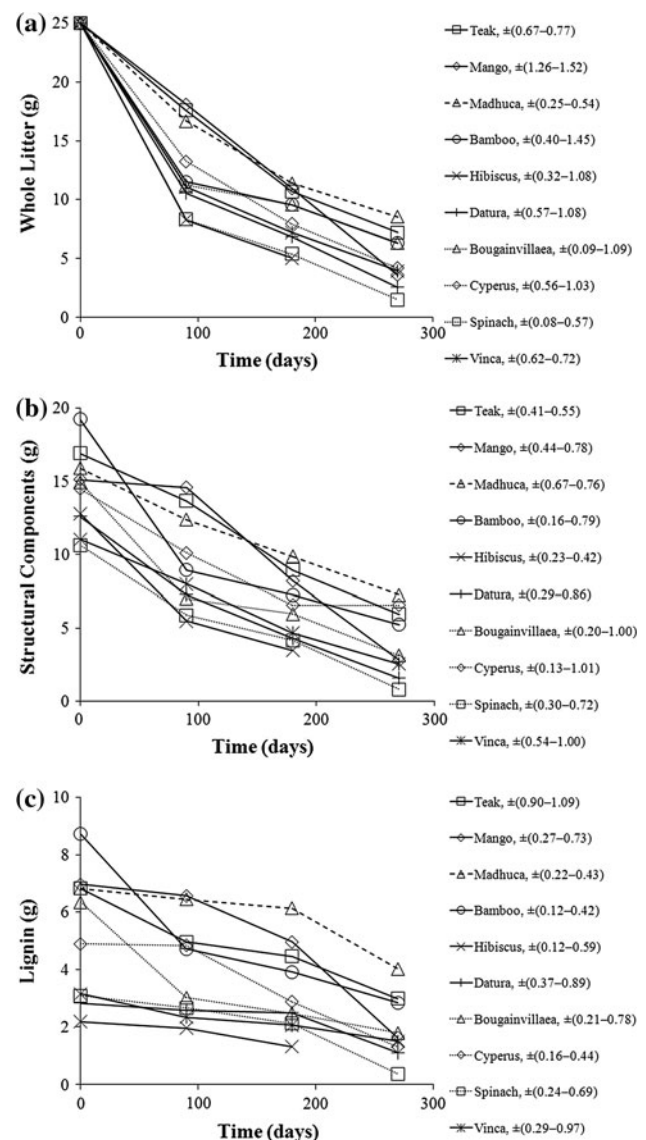 (a)
25
20
15
10
5
0
Whole Litter (g)
0 100 200 300
Time (days)
Teak, ±(0.67–0.77)
Mango, ±(1.26–1.52)
Madhuca, ±(0.25–0.54)
Bamboo, ±(0.40–1.45)
Hibiscus, ±(0.32–1.08)
Datura, ±(0.57–1.08)
Bougainvillaea, ±(0.09–1.09)
Cyperus, ±(0.56–1.03)
Spinach, ±(0.08–0.57)
Vinca, ±(0.62–0.72)
(b)
20
15
10
5
0
Structural Components (g)
0 100 200 300
Time (days)
Teak, ±(0.41–0.55)
Mango, ±(0.44–0.78)
Madhuca, ±(0.67–0.76)
Bamboo, ±(0.16–0.79)
Hibiscus, ±(0.23–0.42)
Datura, ±(0.29–0.86)
Bougainvillaea, ±(0.20–1.00)
Cyperus, ±(0.13–1.01)
Spinach, ±(0.30–0.72)
Vinca, ±(0.54–1.00)
(c)
10
8
6
4
2
0
Lignin (g)
0 100 200 300
Time (days)
Teak, ±(0.90–1.09)
Mango, ±(0.27–0.73)
Madhuca, ±(0.22–0.43)
Bamboo, ±(0.12–0.42)
Hibiscus, ±(0.12–0.59)
Datura, ±(0.37–0.89)
Bougainvillaea, ±(0.21–0.78)
Cyperus, ±(0.16–0.44)
Spinach, ±(0.24–0.69)
Vinca, ±(0.29–0.97)